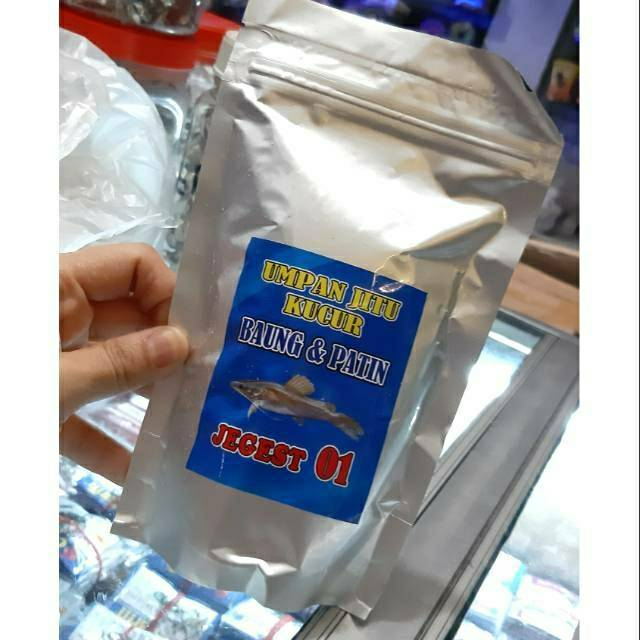 UMPAN JITU
KUCUR
BAUNG & PATIN
JEGEST 01